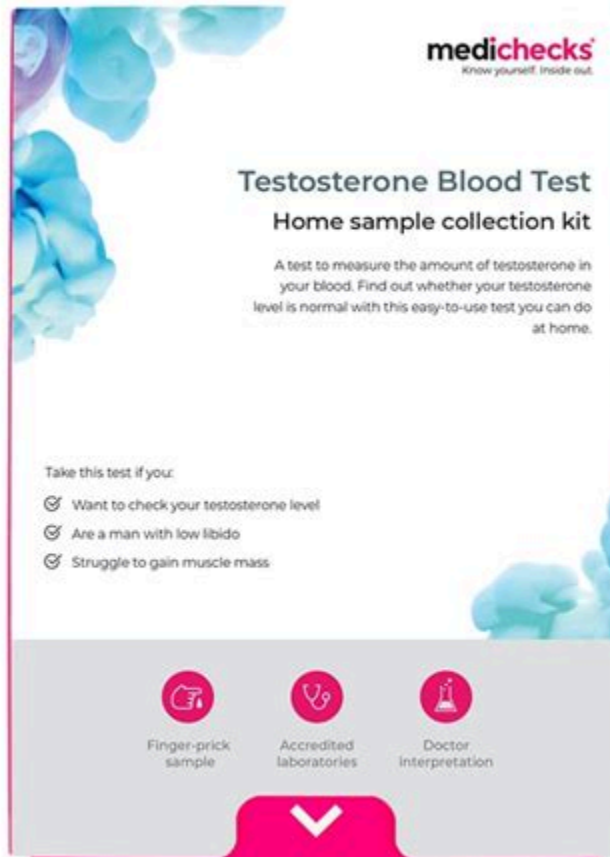 medichecks
Know yourself. Inside out.
Testosterone Blood Test
Home sample collection kit
A test to measure the amount of testosterone in
your blood. Find out whether your testosterone
level is normal with this easy-to-use test you can do
at home.
Take this test if you:
Want to check your testosterone level
Are a man with low libido
Struggle to gain muscle mass
Finger-prick
sample
Accredited
laboratories
Doctor
interpretation